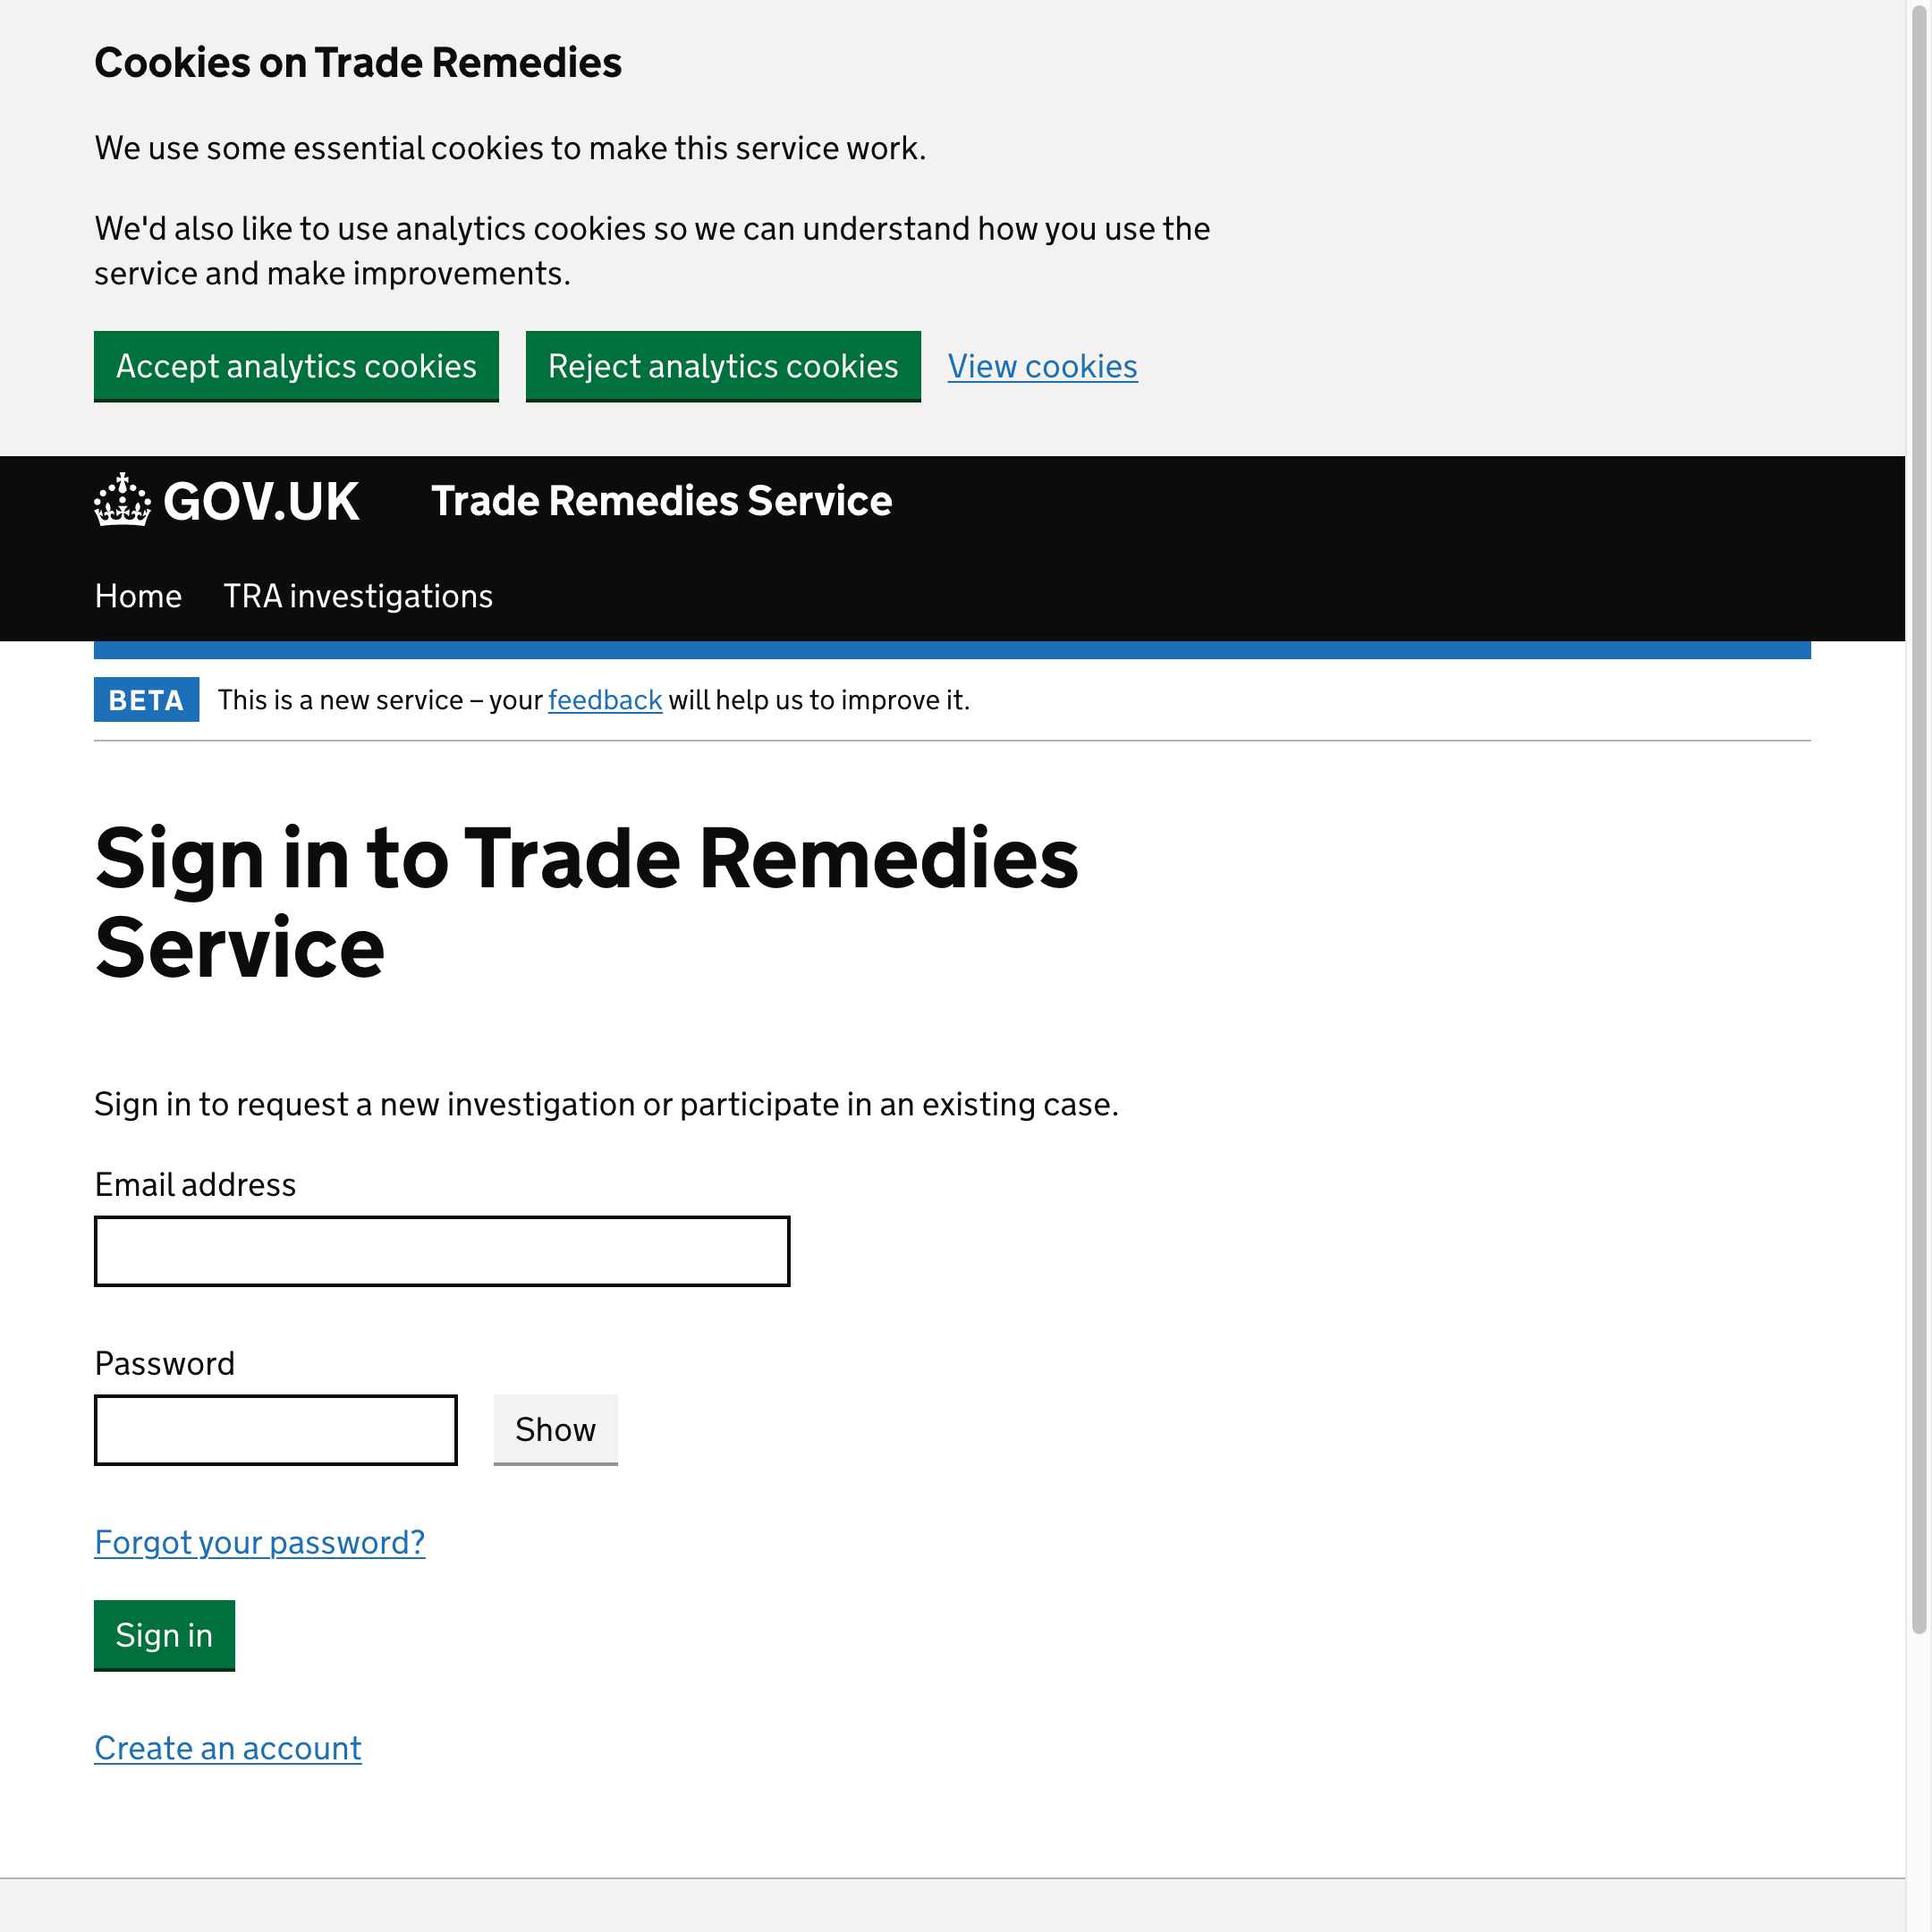 Cookies on Trade Remedies
We use some essential cookies to make this service work.
We'd also like to use analytics cookies so we can understand how you use the
service and make improvements.
Accept analytics cookies Reject analytics cookies View cookies
GOV.UK Trade Remedies Service
Home TRA investigations
BETA This is a new service – your feedback will help us to improve it.
Sign in to Trade Remedies
Service
Sign in to request a new investigation or participate in an existing case.
Email address
Password
Show
Forgot your password?
Sign in
Create an account